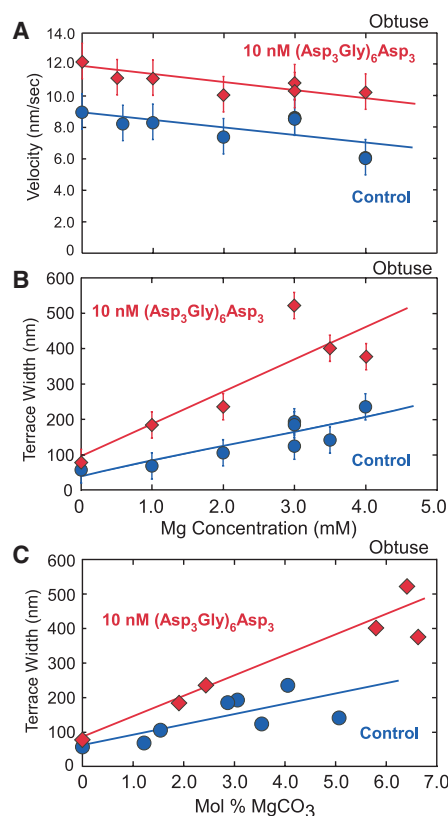 A
Obtuse
10 nM (Asp3Gly)6Asp3
Control
Velocity (nm/sec)
14.0
12.0
10.0
8.0
6.0
4.0
2.0
0
B
Obtuse
10 nM (Asp3Gly)6Asp3
Control
Terrace Width (nm)
600
500
400
300
200
100
0
0 1.0 2.0 3.0 4.0 5.0
Mg Concentration (mM)
C
Obtuse
10 nM (Asp3Gly)6Asp3
Control
Terrace Width (nm)
600
500
400
300
200
100
0
0 1.0 2.0 3.0 4.0 5.0 6.0 7.0
Mol % MgCO3